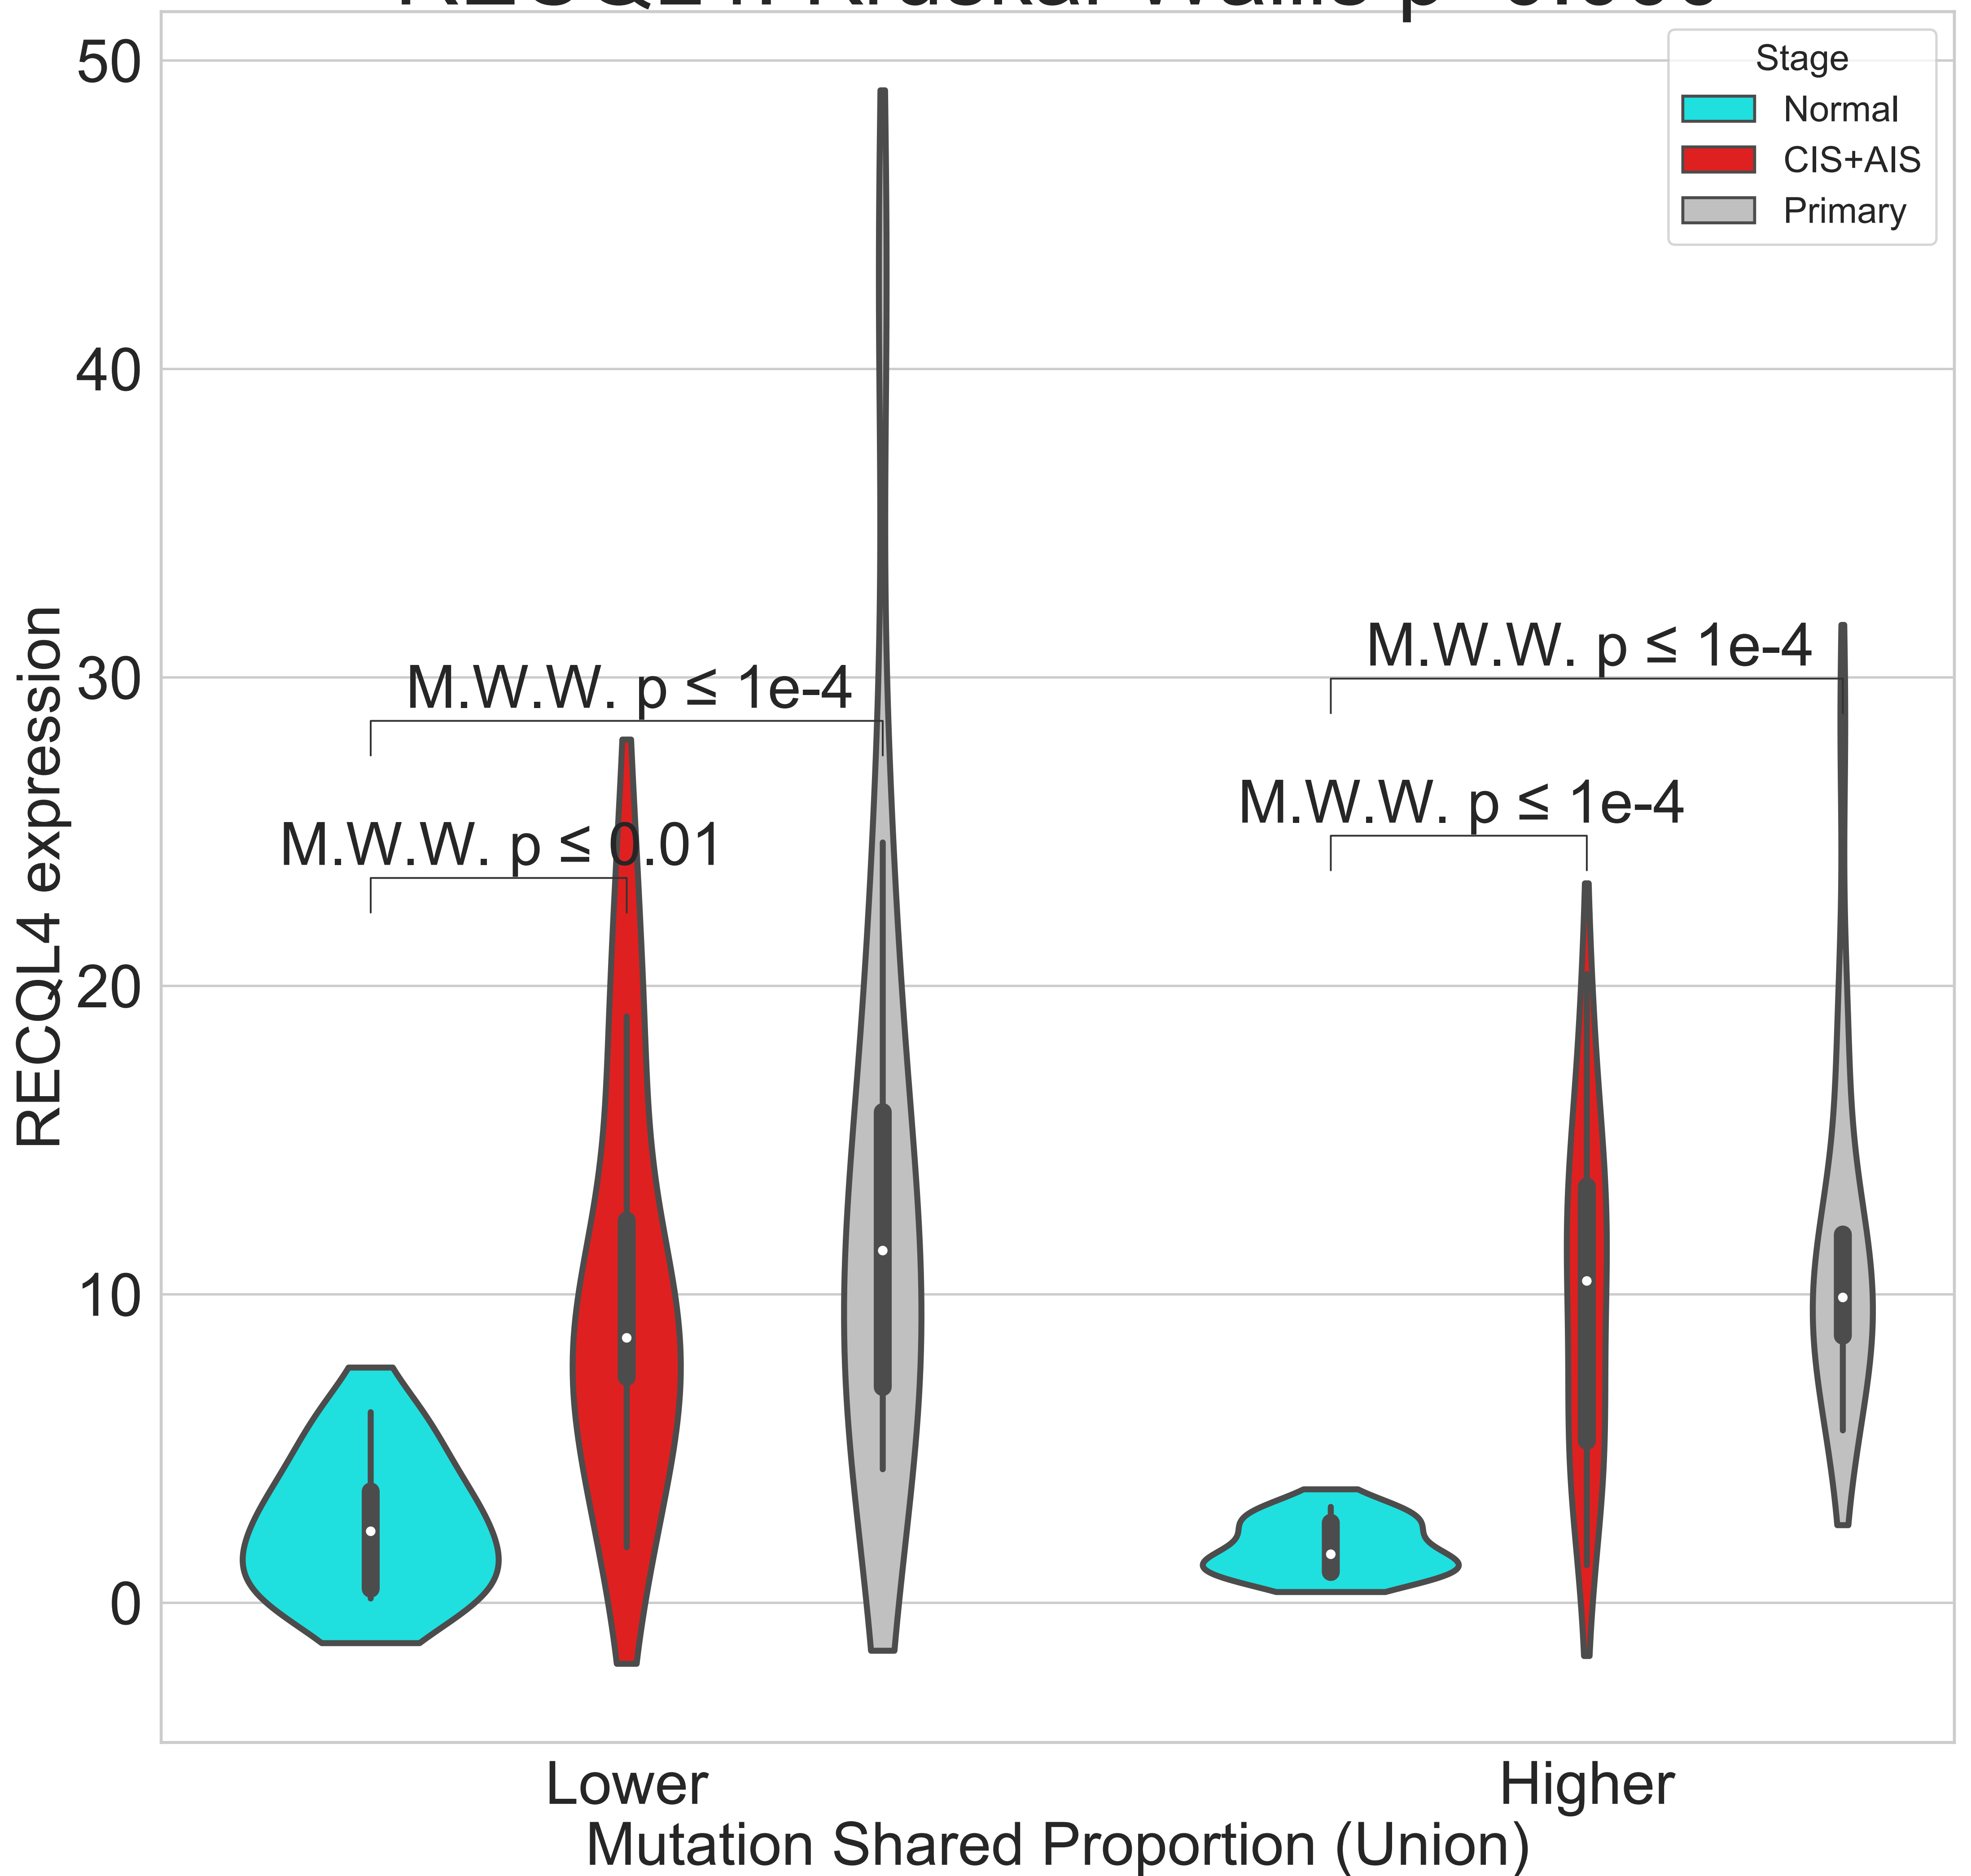 50
40
30
20
10
0
RECQL4 expression
Stage
Normal
CIS+AIS
Primary
M.W.W. p ≤ 1e-4
M.W.W. p ≤ 0.01
M.W.W. p ≤ 1e-4
M.W.W. p ≤ 1e-4
Lower
Higher
Mutation Shared Proportion (Union)